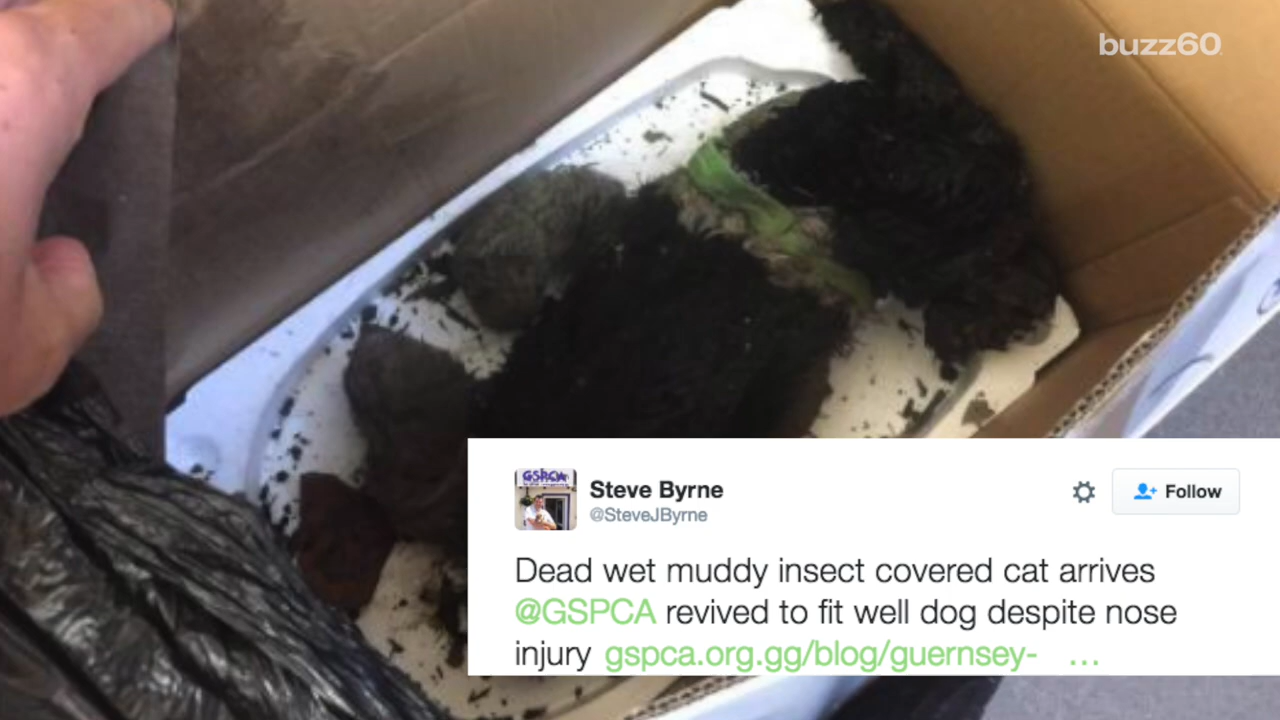 buzz60
GSPCA
Steve Byrne
@SteveJByrne
Follow
Dead wet muddy insect covered cat arrives
@GSPCA revived to fit well dog despite nose
injury gspca.org.gg/blog/guernsey- ...